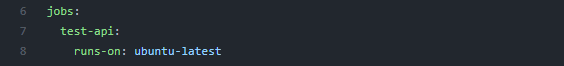 6 jobs:
7   test-api:
8     runs-on: ubuntu-latest